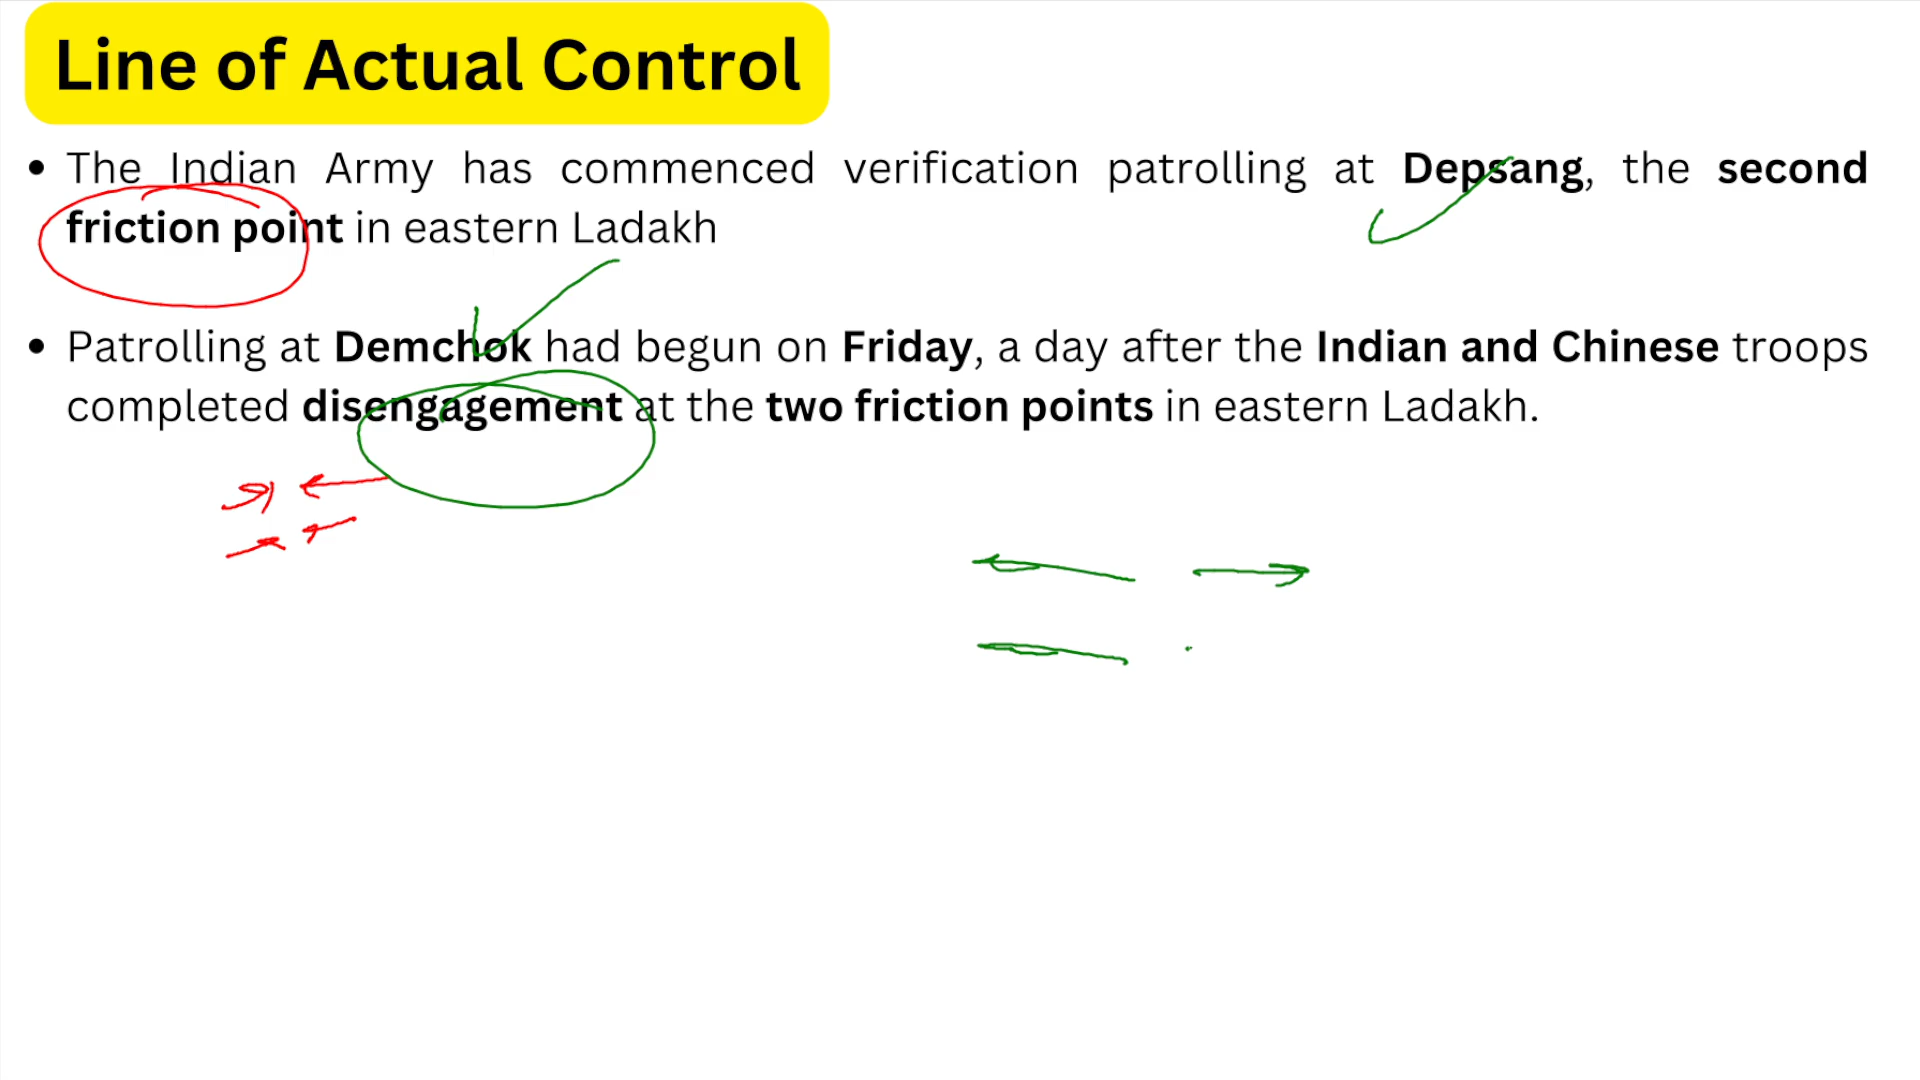 Line of Actual Control
• The Indian Army has commenced verification patrolling at Depsang, the second
friction point in eastern Ladakh
• Patrolling at Demchok had begun on Friday, a day after the Indian and Chinese troops
completed disengagement at the two friction points in eastern Ladakh.